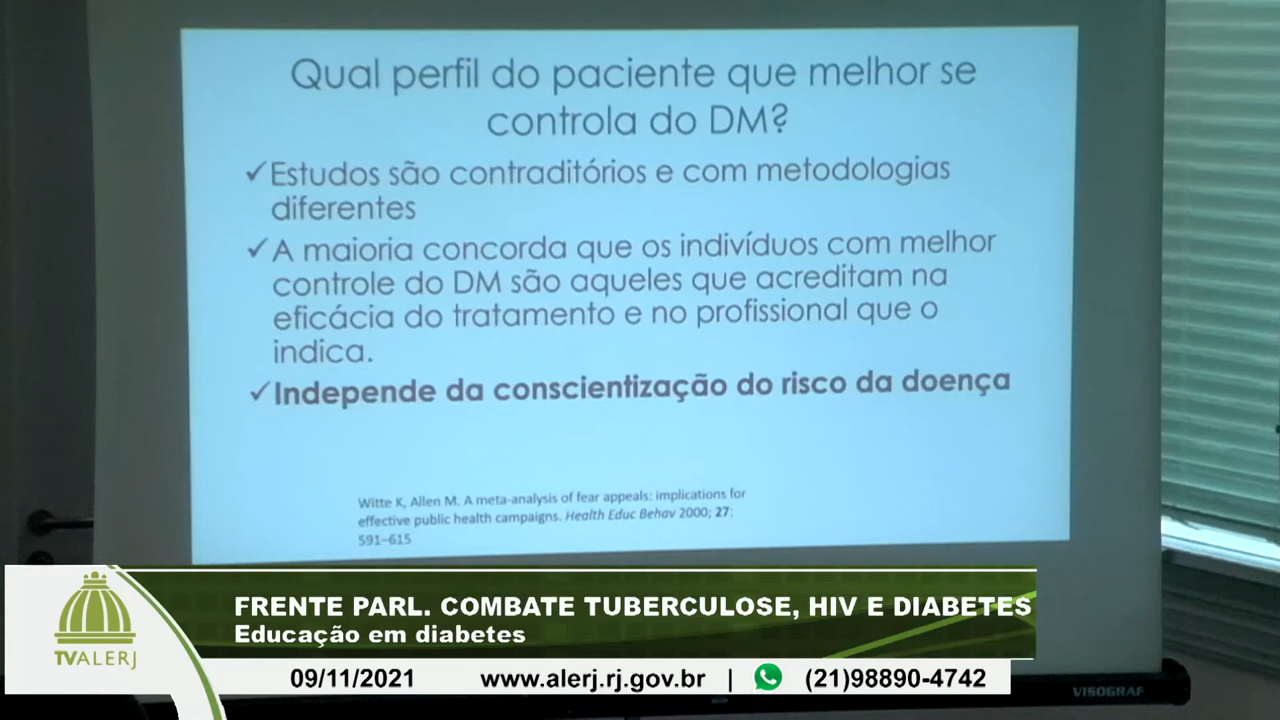 Qual perfil do paciente que melhor se
controla do DM?
✓Estudos são contraditórios e com metodologias
diferentes
✓A maioria concorda que os indivíduos com melhor
controle do DM são aqueles que acreditam na
eficácia do tratamento e no profissional que o
indica.
✓Independe da conscientização do risco da doença
Witte K, Allen M. A meta-analysis of fear appeals: implications for
effective public health campaigns. Health Educ Behav 2000; 27:
591–615
FRENTE PARL. COMBATE TUBERCULOSE, HIV E DIABETES
Educação em diabetes
TVALERJ
09/11/2021 www.alerj.rj.gov.br | (21)98890-4742
VISOGRAF